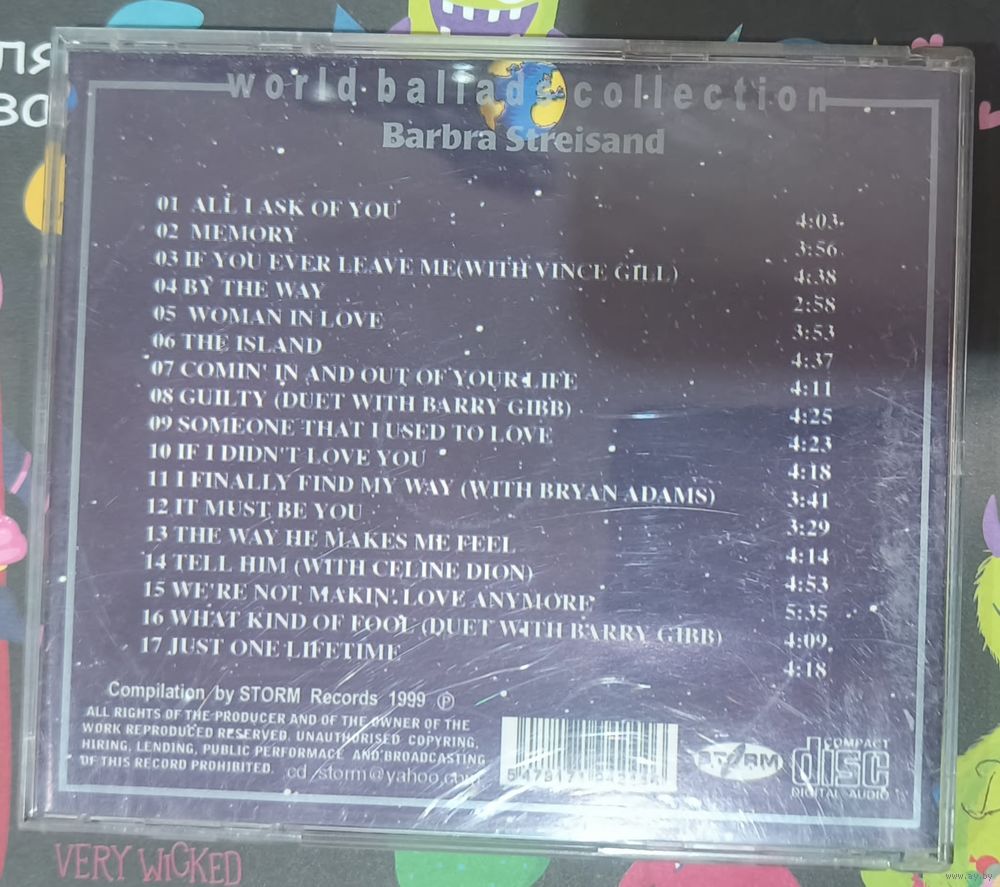 world ballads collection
Barbra Streisand
01 ALL I ASK OF YOU 4:03
02 MEMORY 3:56
03 IF YOU EVER LEAVE ME(WITH VINCE GILL) 4:38
04 BY THE WAY 2:58
05 WOMAN IN LOVE 3:53
06 THE ISLAND 4:37
07 COMIN' IN AND OUT OF YOUR LIFE 4:11
08 GUILTY (DUET WITH BARRY GIBB) 4:25
09 SOMEONE THAT I USED TO LOVE 4:23
10 IF I DIDN'T LOVE YOU 4:18
11 I FINALLY FIND MY WAY (WITH BRYAN ADAMS) 3:41
12 IT MUST BE YOU 3:29
13 THE WAY HE MAKES ME FEEL 4:14
14 TELL HIM (WITH CELINE DION) 4:53
15 WE'RE NOT MAKIN' LOVE ANYMORE 5:35
16 WHAT KIND OF FOOL (DUET WITH BARRY GIBB) 4:09
17 JUST ONE LIFETIME 4:18
Compilation by STORM Records 1999 ℗
ALL RIGHTS OF THE PRODUCER AND OF THE OWNER OF THE
WORK REPRODUCED RESERVED. UNAUTHORISED COPYRING,
HIRING, LENDING, PUBLIC PERFORMACE AND BROADCASTING
OF THIS RECORD PROHIBITED.
cd_storm@yahoo.com
STORM
COMPACT
disc
DIGITAL AUDIO
VERY WICKED
www.ay.by